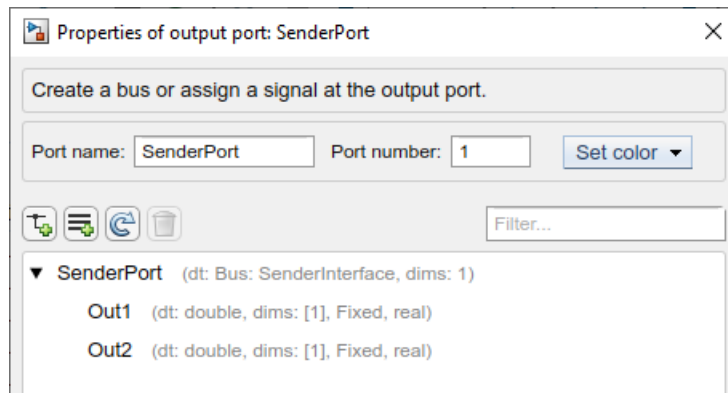 Properties of output port: SenderPort
Create a bus or assign a signal at the output port.
Port name: SenderPort Port number: 1 Set color
Filter...
SenderPort (dt: Bus: SenderInterface, dims: 1)
Out1 (dt: double, dims: [1], Fixed, real)
Out2 (dt: double, dims: [1], Fixed, real)